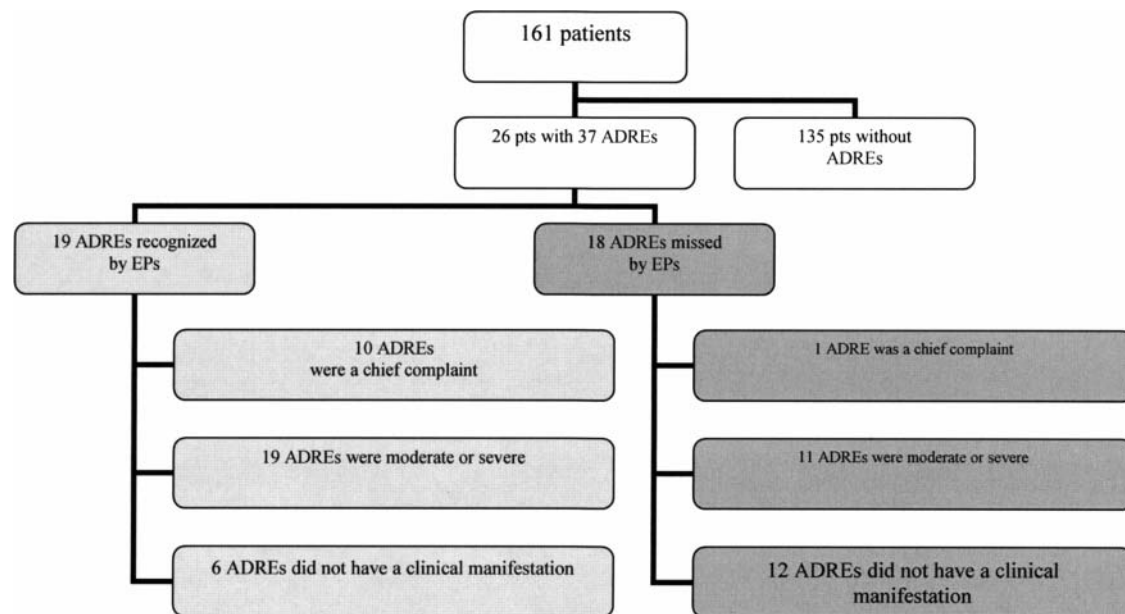 161 patients
26 pts with 37 ADREs
135 pts without
ADREs
19 ADREs recognized
by EPs
18 ADREs missed
by EPs
10 ADREs
were a chief complaint
1 ADRE was a chief complaint
19 ADREs were moderate or severe
11 ADREs were moderate or severe
6 ADREs did not have a clinical manifestation
12 ADREs did not have a clinical
manifestation